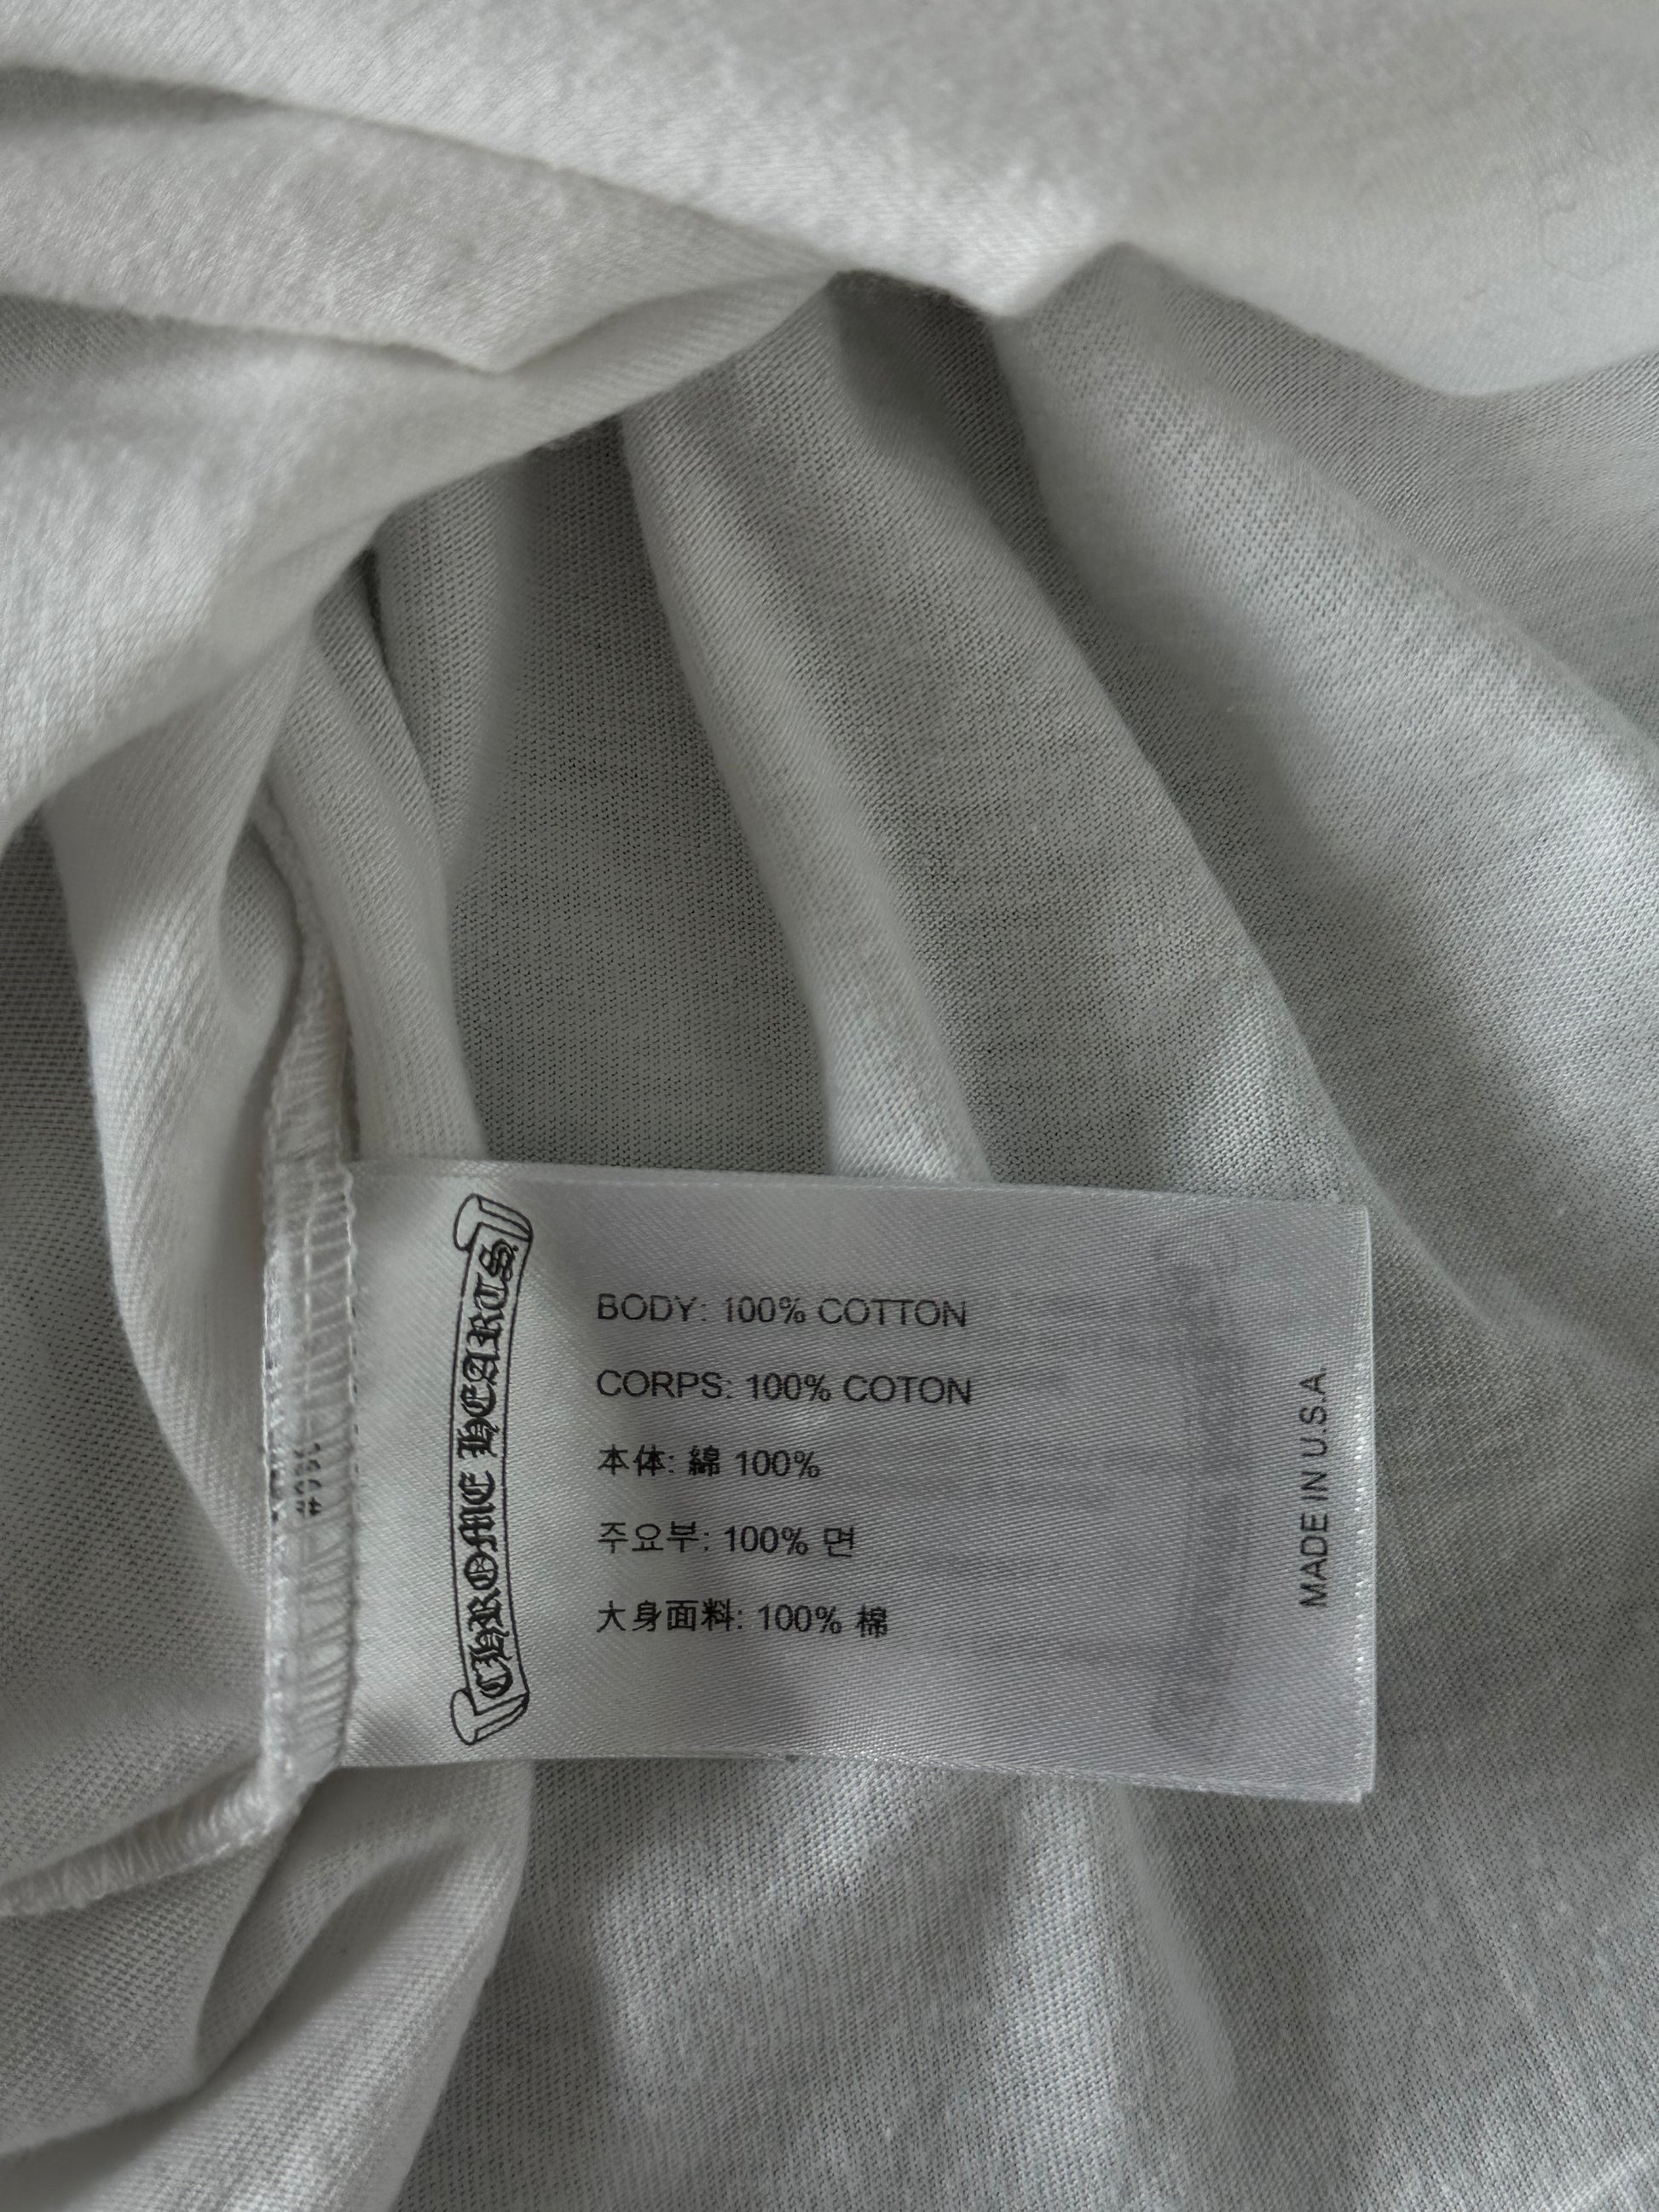 CHROME HEARTS
BODY: 100% COTTON
CORPS: 100% COTON
本体: 綿 100%
주요부: 100% 면
大身面料: 100% 棉
MADE IN U.S.A.